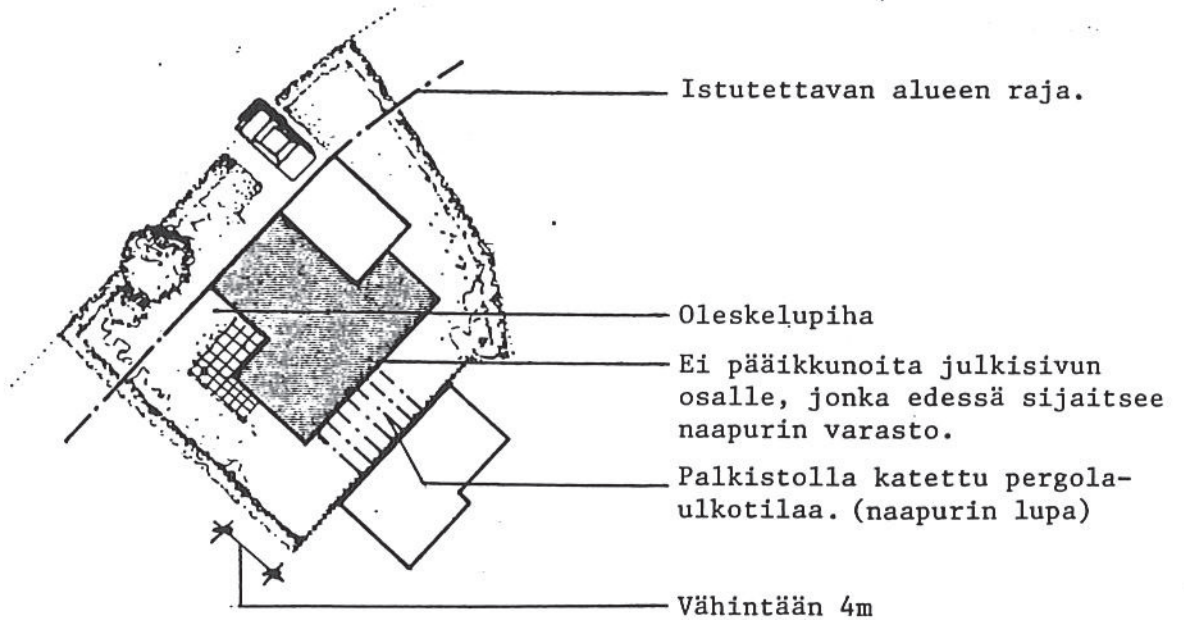 Istutettavan alueen raja.
Oleskelupiha
Ei pääikkunoita julkisivun
osalle, jonka edessä sijaitsee
naapurin varasto.
Palkistolla katettu pergola-
ulkotilaa. (naapurin lupa)
Vähintään 4m